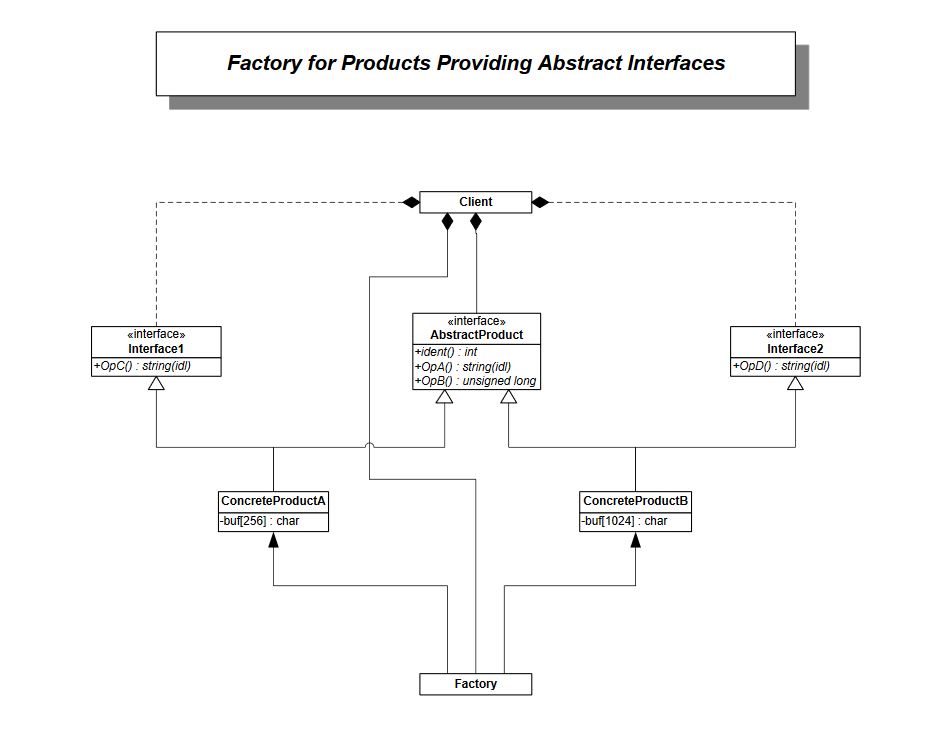 Factory for Products Providing Abstract Interfaces
Client
«interface»
Interface1
+OpC() : string(idl)
«interface»
AbstractProduct
+ident() : int
+OpA() : string(idl)
+OpB() : unsigned long
«interface»
Interface2
+OpD() : string(idl)
ConcreteProductA
-buf[256] : char
ConcreteProductB
-buf[1024] : char
Factory